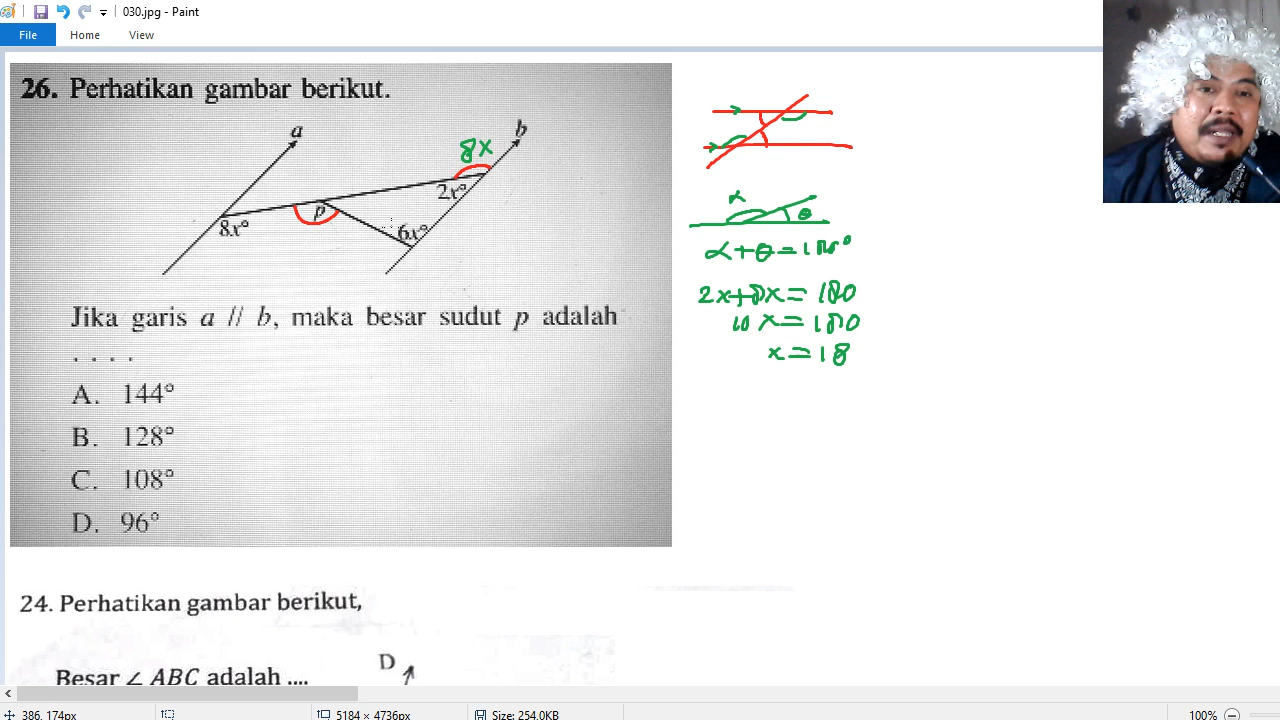 030.jpg - Paint
File Home View
26. Perhatikan gambar berikut.
a
b
8x
2x°
8x°
p
6x°
Jika garis a // b, maka besar sudut p adalah
. . . .
A. 144°
B. 128°
C. 108°
D. 96°
α
θ
α+θ=180°
2x+8x=180
10x=180
x=18
24. Perhatikan gambar berikut,
D
Besar ∠ ABC adalah ....
386, 174px
5184 × 4736px
Size: 254.0KB
100%